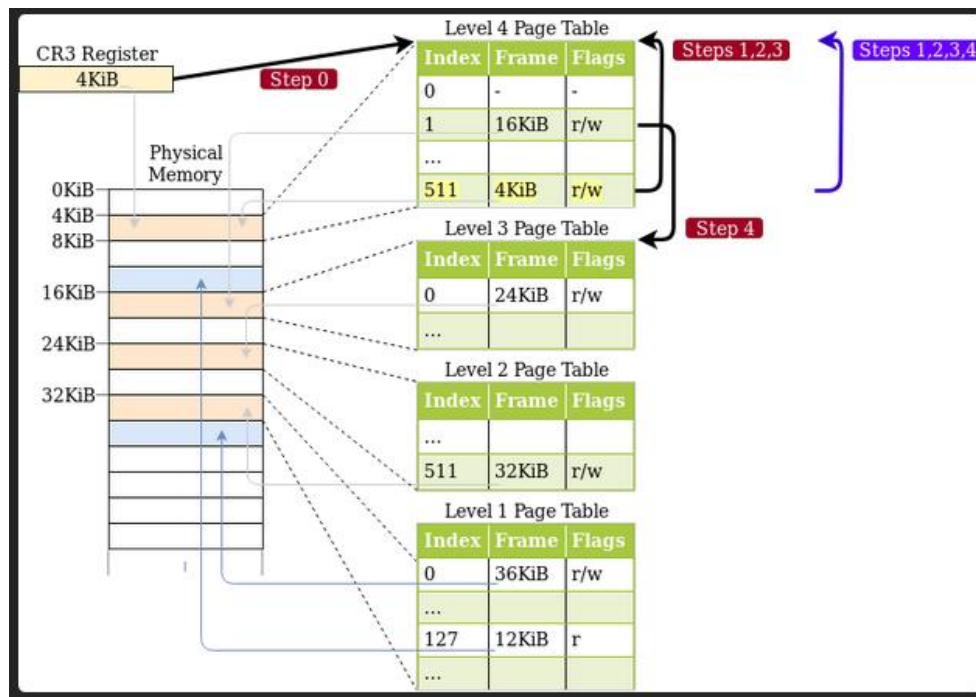 Level 4 Page Table
CR3 Register
4KiB
Step 0
Index Frame Flags
0 - -
1 16KiB r/w
...
511 4KiB r/w
Steps 1,2,3
Steps 1,2,3,4
Step 4
Physical
Memory
0KiB
4KiB
8KiB
16KiB
24KiB
32KiB
Level 3 Page Table
Index Frame Flags
0 24KiB r/w
...
Level 2 Page Table
Index Frame Flags
...
511 32KiB r/w
Level 1 Page Table
Index Frame Flags
0 36KiB r/w
...
127 12KiB r
...